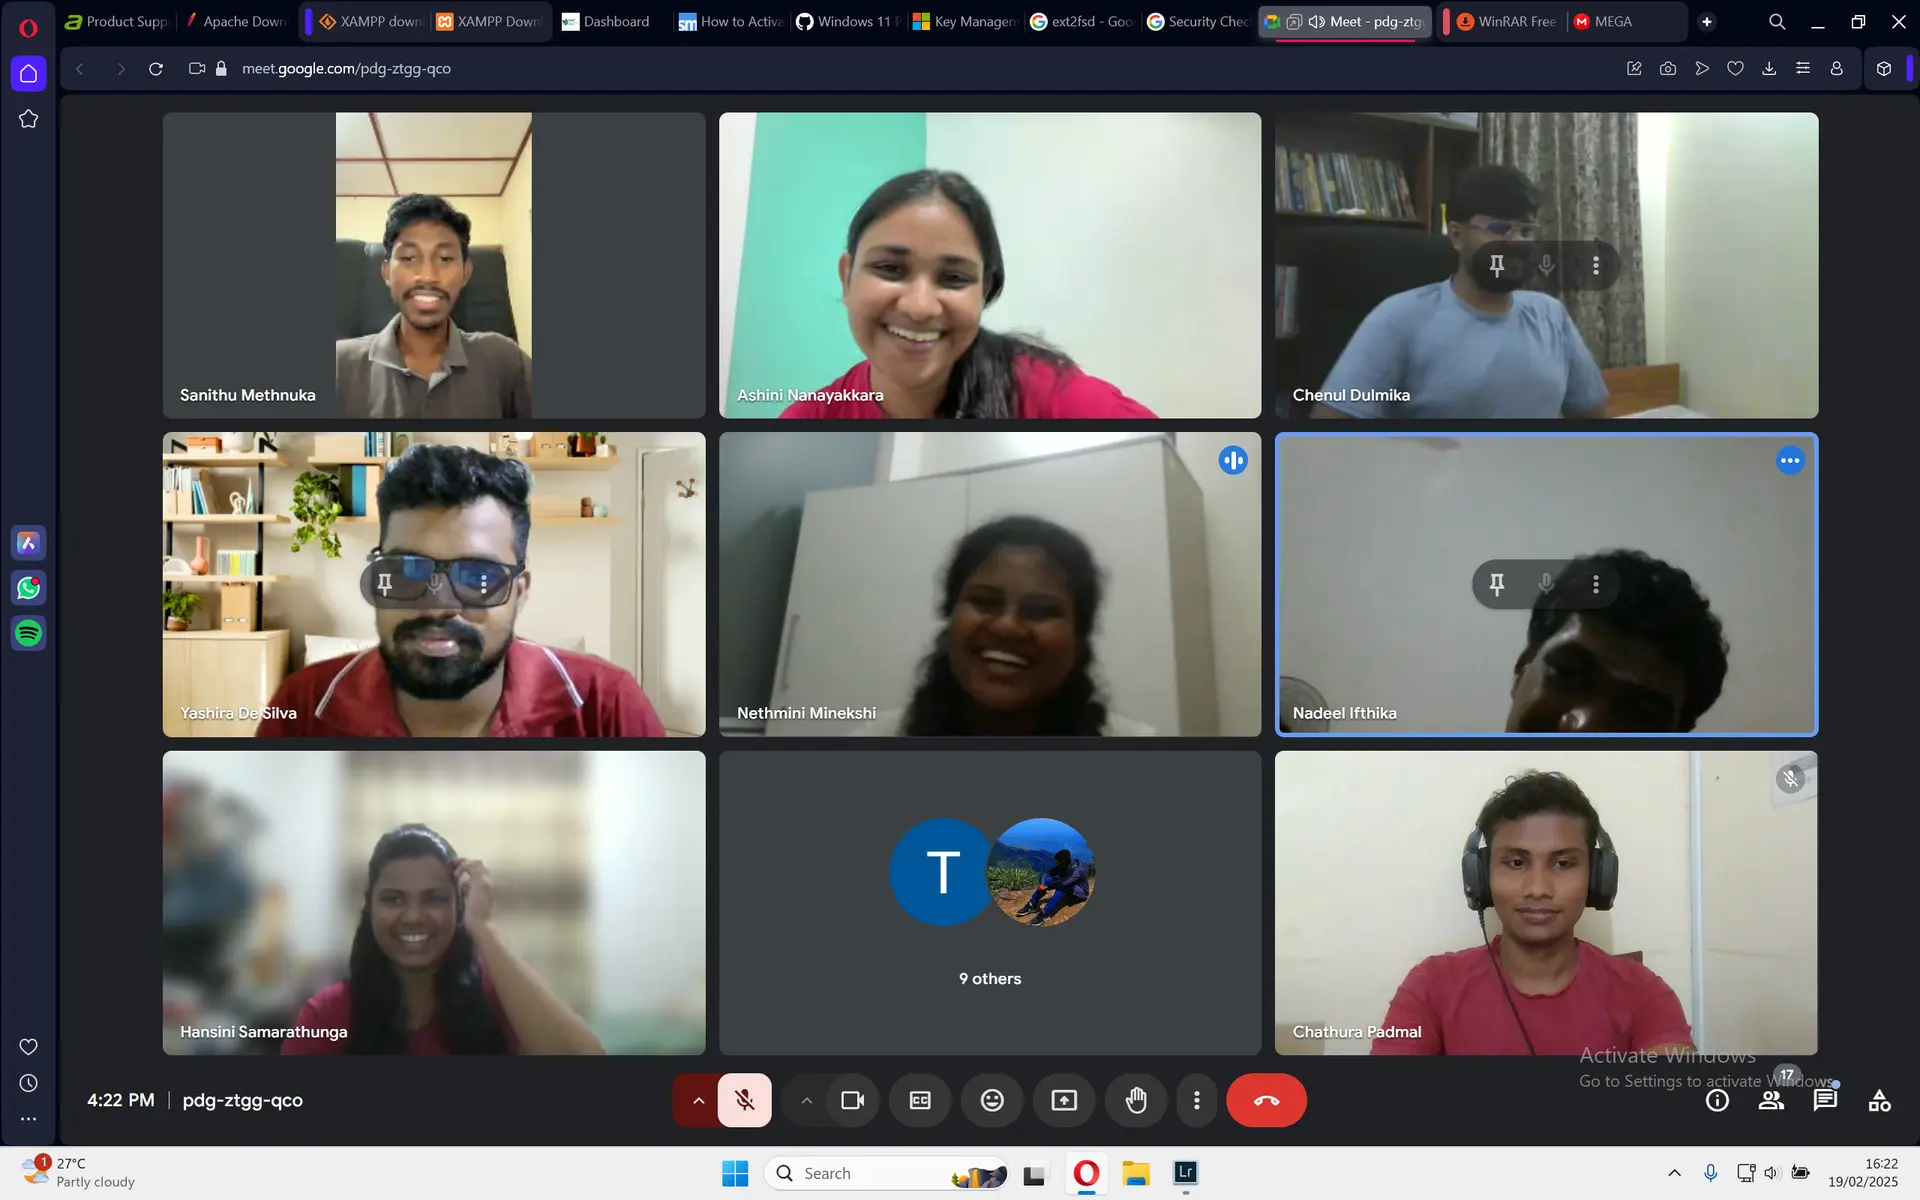 Product Supp
Apache Down
XAMPP down
XAMPP Down
Dashboard
How to Activa
Windows 11 P
Key Managem
ext2fsd - Goo
Security Chec
Meet - pdg-ztg
WinRAR Free
MEGA
meet.google.com/pdg-ztgg-qco
Sanithu Methnuka
Ashini Nanayakkara
Chenul Dulmika
Yashira De Silva
Nethmini Minekshi
Nadeel Ifthika
Hansini Samarathunga
T
9 others
Chathura Padmal
Activate Windows
Go to Settings to activate Windows.
4:22 PM | pdg-ztgg-qco
17
1
27°C
Partly cloudy
Search
Lr
16:22
19/02/2025